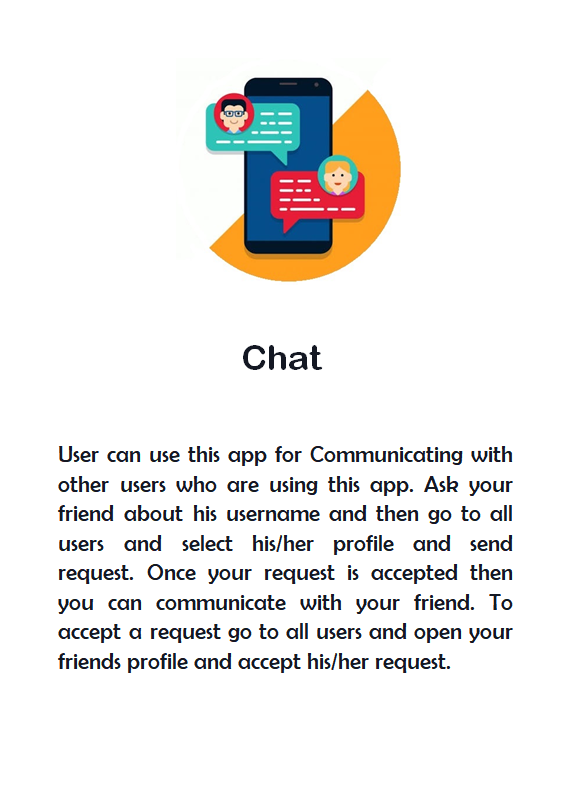 Chat
User can use this app for Communicating with
other users who are using this app. Ask your
friend about his username and then go to all
users and select his/her profile and send
request. Once your request is accepted then
you can communicate with your friend. To
accept a request go to all users and open your
friends profile and accept his/her request.